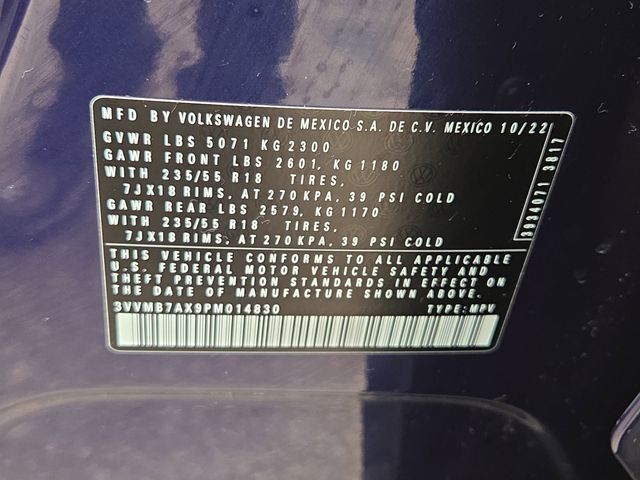 MFD BY VOLKSWAGEN DE MEXICO S.A. DE C.V. MEXICO 10/22
GVWR LBS 5071 KG 2300
GAWR FRONT LBS 2601, KG 1180
WITH 235/55 R18 TIRES,
7JX18 RIMS, AT 270 KPA, 39 PSI COLD
GAWR REAR LBS 2579, KG 1170
WITH 235/55 R18 TIRES,
7JX18 RIMS, AT 270 KPA, 39 PSI COLD
THIS VEHICLE CONFORMS TO ALL APPLICABLE
U.S. FEDERAL MOTOR VEHICLE SAFETY AND
THEFT PREVENTION STANDARDS IN EFFECT ON
THE DATE OF MANUFACTURE SHOWN ABOVE.
3VVMB7AX9PM014830 TYPE: MPV
3934071 3817